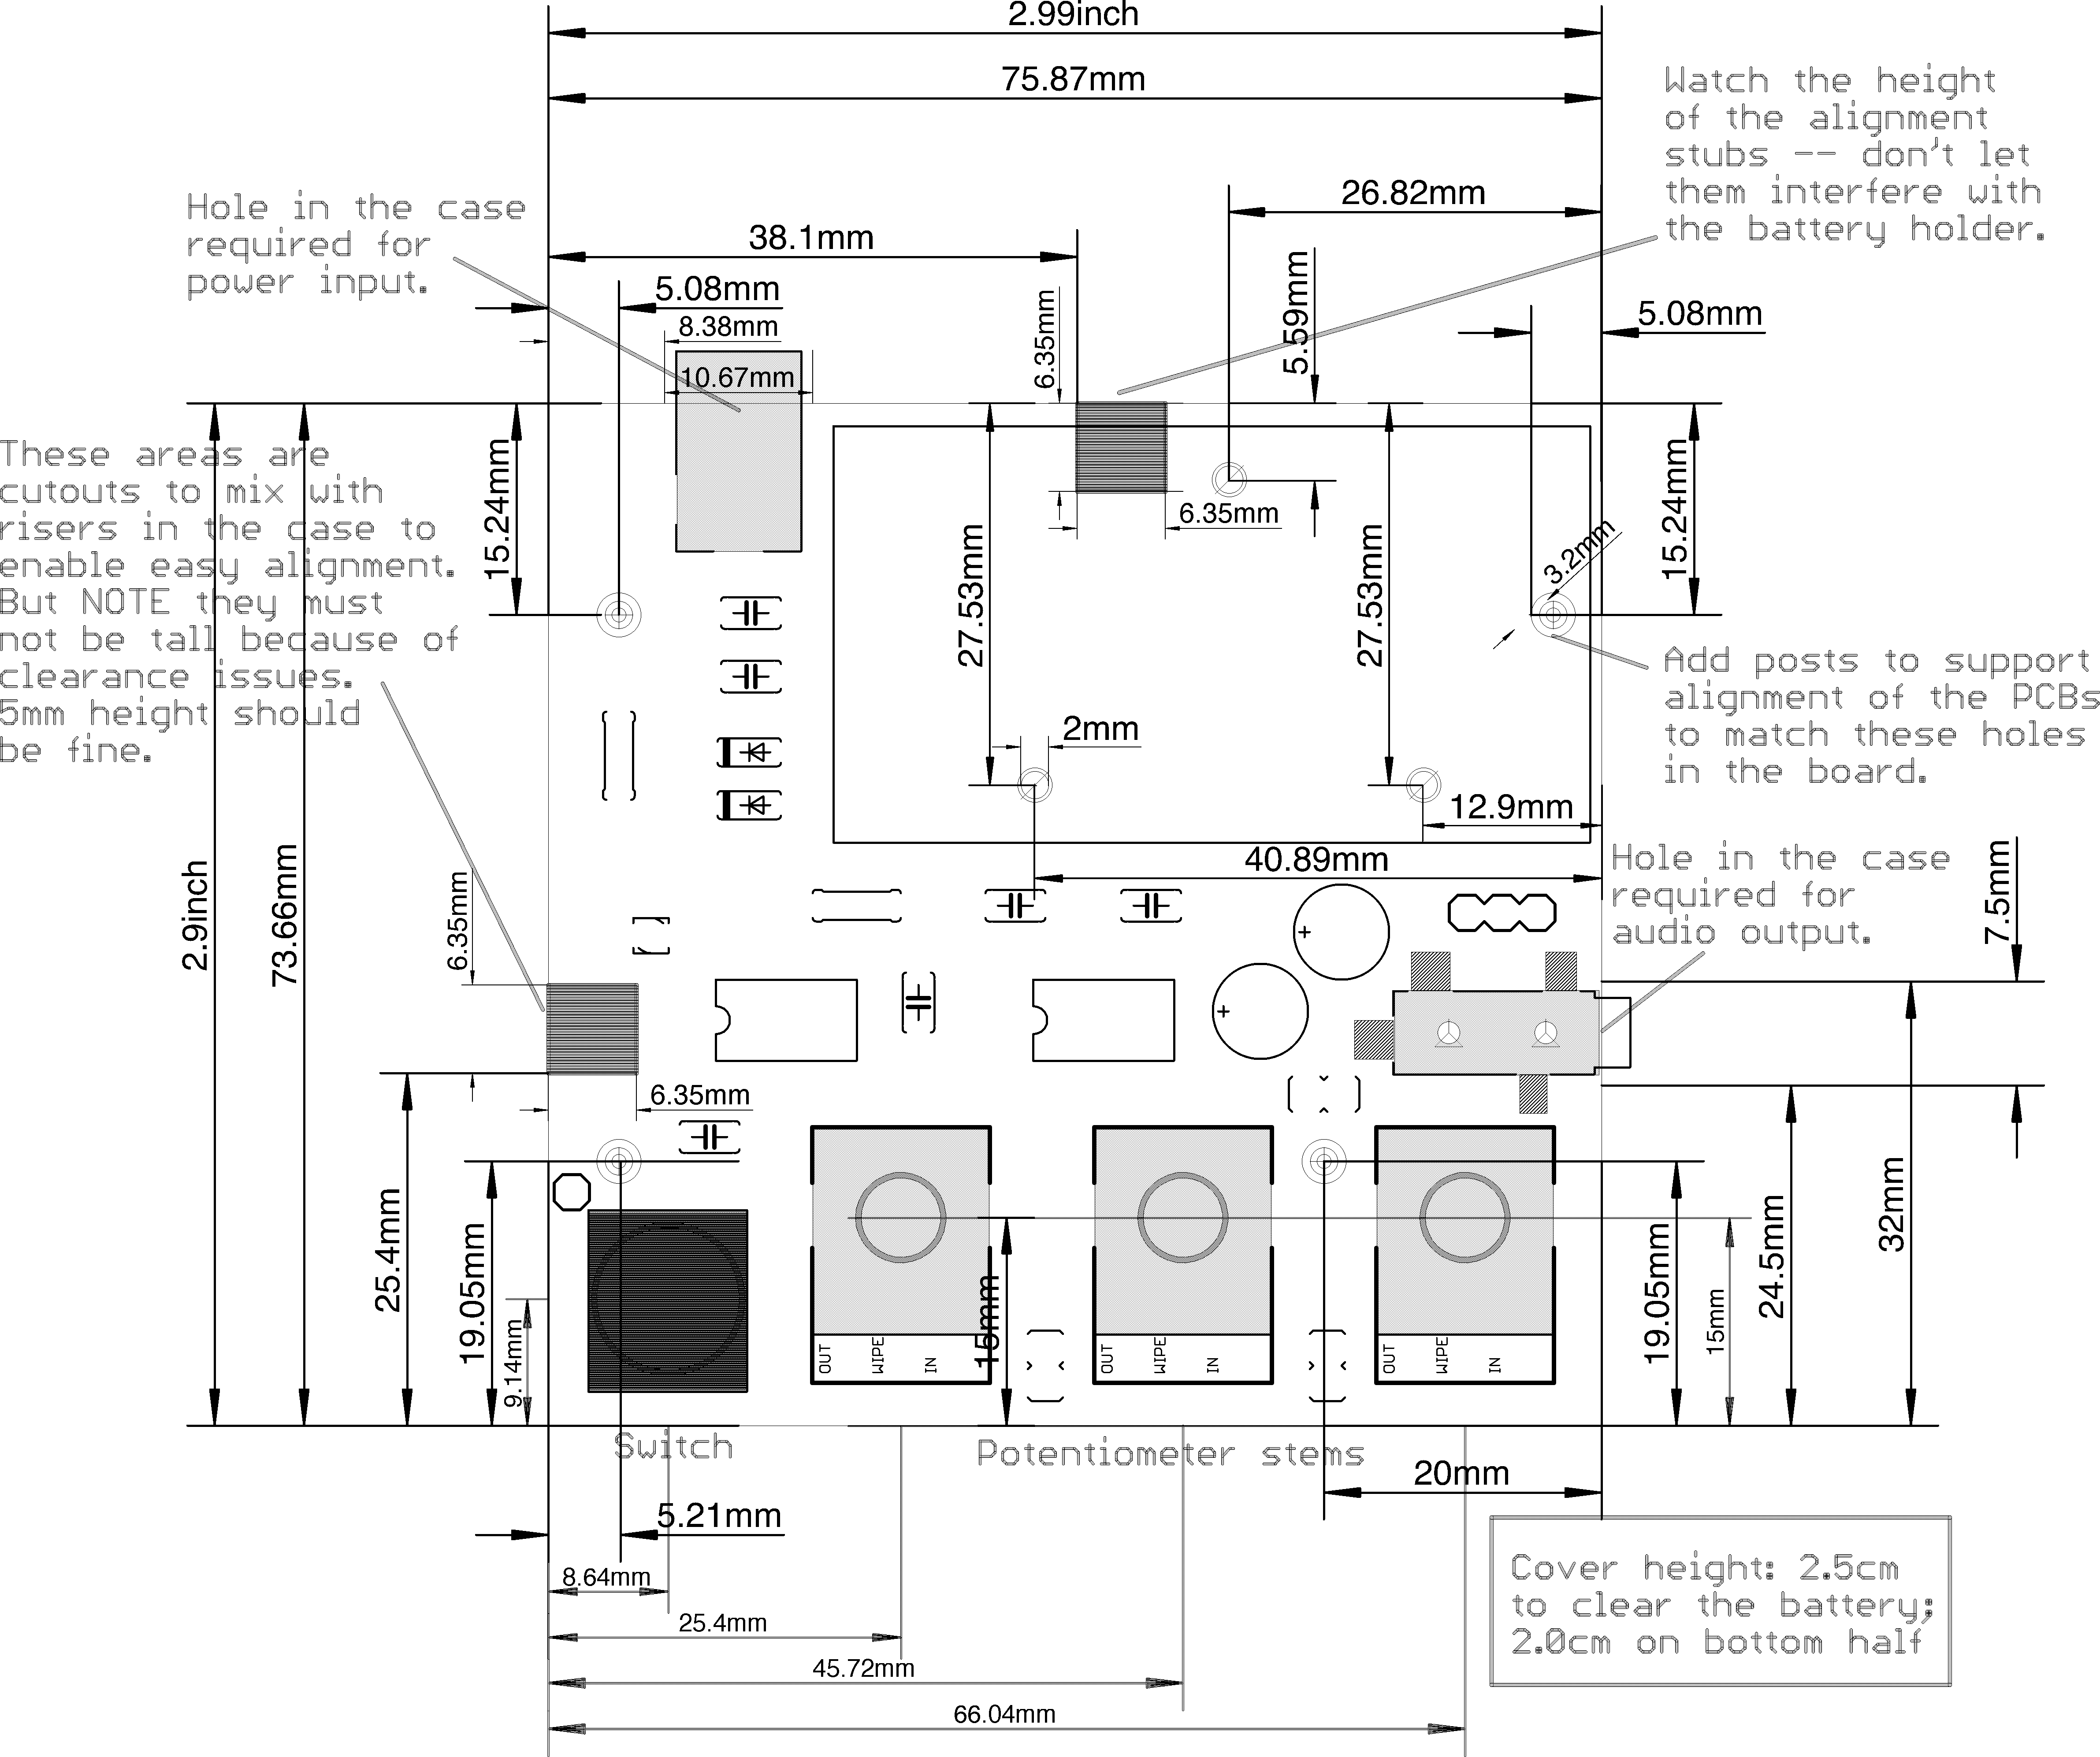 2.99inch
75.87mm
Watch the height
of the alignment
stubs -- don't let
them interfere with
the battery holder.
26.82mm
Hole in the case
required for
power input.
38.1mm
5.08mm
8.38mm
10.67mm
6.35mm
5.59mm
5.08mm
These areas are
cutouts to mix with
risers in the case to
enable easy alignment.
But NOTE they must
not be tall because of
clearance issues.
5mm height should
be fine.
15.24mm
6.35mm
27.53mm
27.53mm
3.2mm
15.24mm
Add posts to support
alignment of the PCBs
to match these holes
in the board.
2mm
12.9mm
40.89mm
Hole in the case
required for
audio output.
7.5mm
2.9inch
73.66mm
6.35mm
+
+
6.35mm
25.4mm
19.05mm
9.14mm
15mm
OUT
WIPE
IN
OUT
WIPE
IN
OUT
WIPE
IN
19.05mm
15mm
24.5mm
32mm
Switch
Potentiometer stems
20mm
5.21mm
8.64mm
25.4mm
45.72mm
66.04mm
Cover height: 2.5cm
to clear the battery;
2.0cm on bottom half